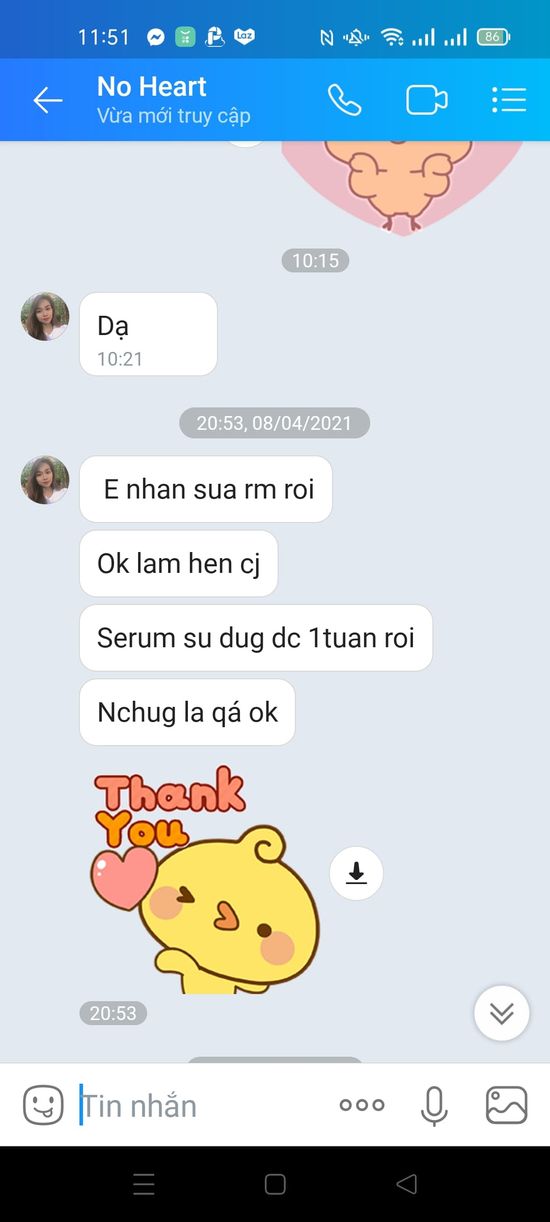 11:51
Laz
86
No Heart
Vừa mới truy cập
10:15
Dạ
10:21
20:53, 08/04/2021
E nhan sua rm roi
Ok lam hen cj
Serum su dug dc 1tuan roi
Nchug la qá ok
Thank
You
20:53
Tin nhắn